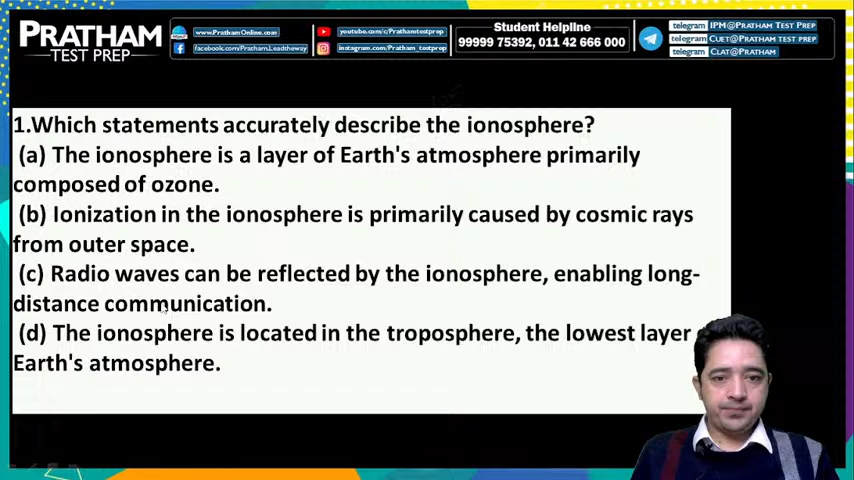 PRATHAM
TEST PREP
www.PrathamOnline.com
facebook.com/Pratham.Leadtheway
youtube.com/c/Prathamtestprep
instagram.com/Pratham_testprep
Student Helpline
99999 75392, 011 42 666 000
telegram IPM@PRATHAM TEST PREP
telegram CUET@PRATHAM TEST PREP
telegram CLAT@PRATHAM
1.Which statements accurately describe the ionosphere?
(a) The ionosphere is a layer of Earth's atmosphere primarily
composed of ozone.
(b) Ionization in the ionosphere is primarily caused by cosmic rays
from outer space.
(c) Radio waves can be reflected by the ionosphere, enabling long-
distance communication.
(d) The ionosphere is located in the troposphere, the lowest layer
Earth's atmosphere.